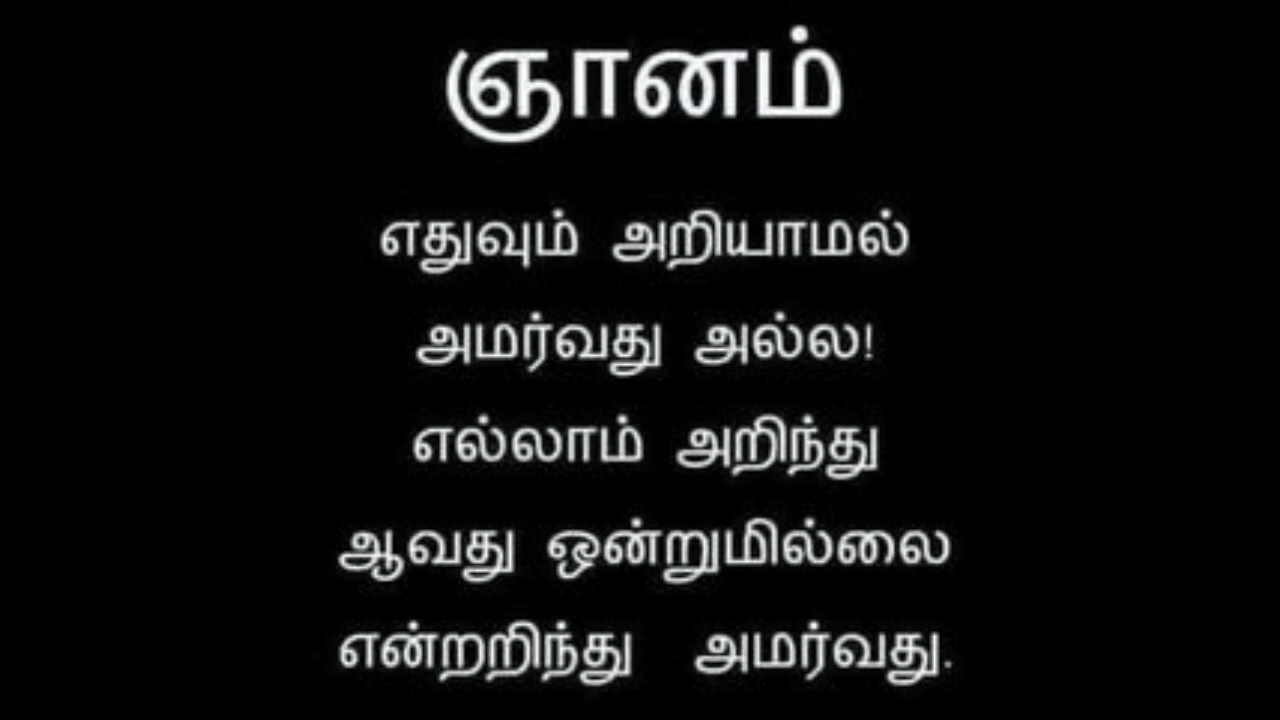 ஞானம்
எதுவும் அறியாமல்
அமர்வது அல்ல!
எல்லாம் அறிந்து
ஆவது ஒன்றுமில்லை
என்றறிந்து அமர்வது.